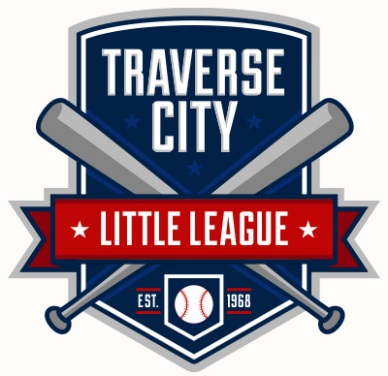 TRAVERSE
CITY
LITTLE LEAGUE
EST. 1968